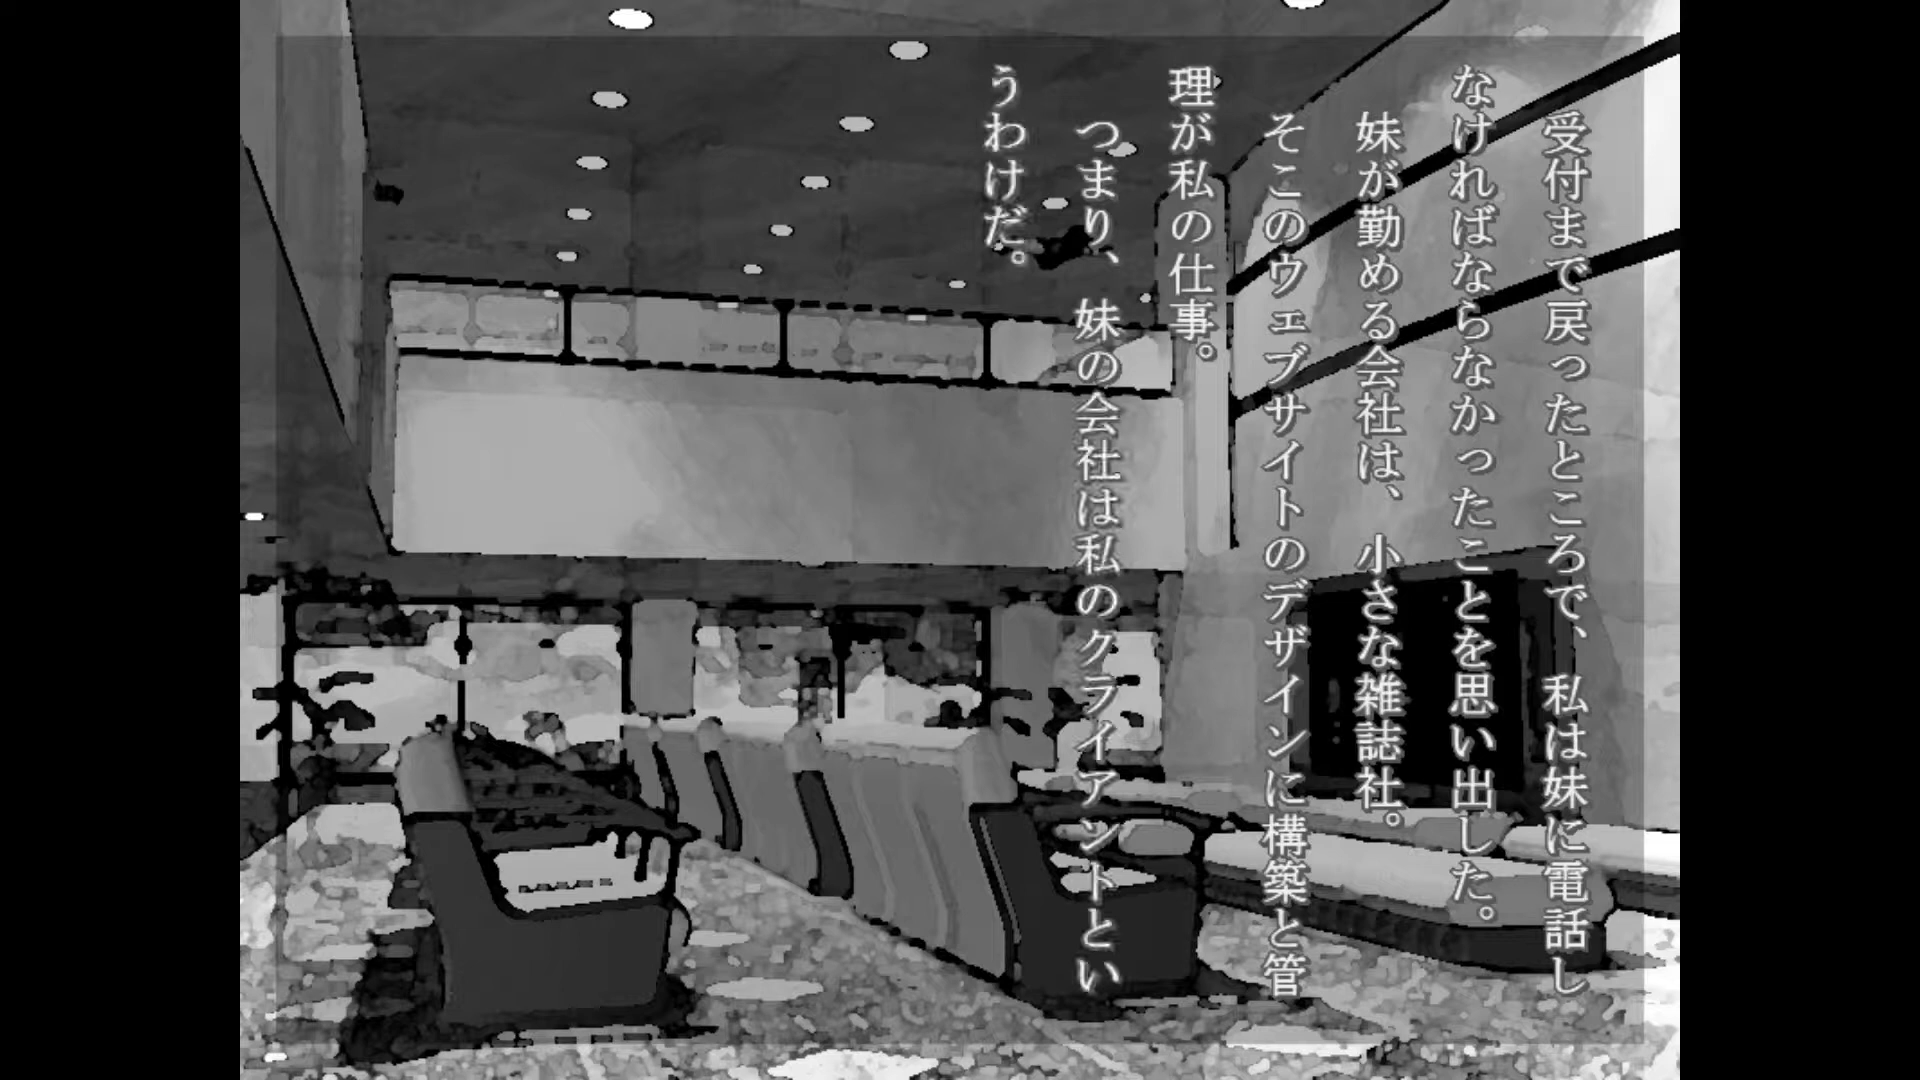 受付まで戻ったところで、私は妹に電話し
なければならなかったことを思い出した。
妹が勤める会社は、小さな雑誌社。
そこのウェブサイトのデザインに構築と管
理が私の仕事。
つまり、妹の会社は私のクライアントとい
うわけだ。